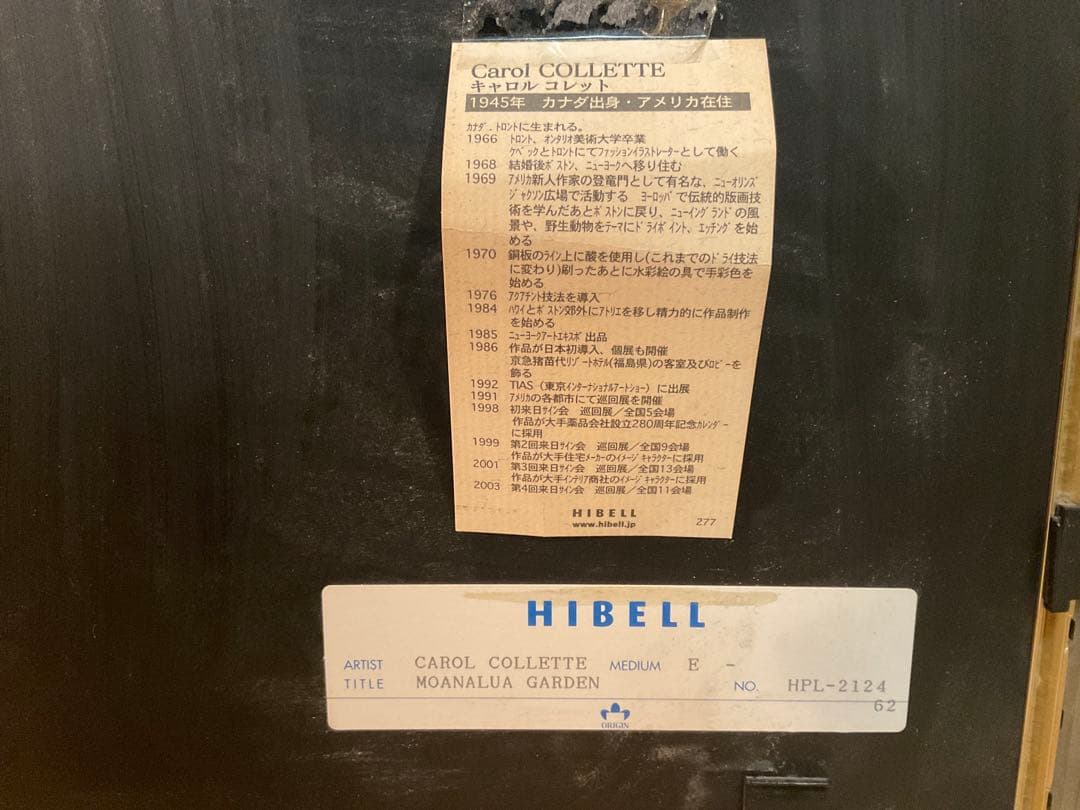 Carol COLLETTE
キャロル コレット
1945年　カナダ出身・アメリカ在住
ｶﾅﾀﾞ、ﾄﾛﾝﾄに生まれる。
1966 ﾄﾛﾝﾄ、ｵﾝﾀﾘｵ美術大学卒業
ｹﾍﾞｯｸとﾄﾛﾝﾄにてﾌｧｯｼｮﾝｲﾗｽﾄﾚｰﾀｰとして働く
1968 結婚後ﾎﾞｽﾄﾝ、ﾆｭｰﾖｰｸへ移り住む
1969 ｱﾒﾘｶ新人作家の登竜門として有名な、ﾆｭｰｵﾘﾝｽﾞ
ｼﾞｬｸｿﾝ広場で活動する　ﾖｰﾛｯﾊﾟで伝統的版画技
術を学んだあとﾎﾞｽﾄﾝに戻り、ﾆｭｰｲﾝｸﾞﾗﾝﾄﾞの風
景や、野生動物をﾃｰﾏにﾄﾞﾗｲﾎﾟｲﾝﾄ、ｴｯﾁﾝｸﾞを始
める
1970 銅板のﾗｲﾝ上に酸を使用し(これまでのﾄﾞﾗｲ技法
に変わり)刷ったあとに水彩絵の具で手彩色を
始める
1976 ｱｸｱﾁﾝﾄ技法を導入
1984 ﾊﾜｲとﾎﾞｽﾄﾝ郊外にｱﾄﾘｴを移し精力的に作品制作
を始める
1985 ﾆｭｰﾖｰｸｱｰﾄｴｷｽﾎﾟ出品
1986 作品が日本初導入、個展も開催
京急猪苗代ﾘｿﾞｰﾄﾎﾃﾙ(福島県)の客室及びﾛﾋﾞｰを
飾る
1992 TIAS（東京ｲﾝﾀｰﾅｼｮﾅﾙｱｰﾄｼｮｰ）に出展
1991 ｱﾒﾘｶの各都市にて巡回展を開催
1998 初来日ｻｲﾝ会　巡回展／全国5会場
作品が大手薬品会社設立280周年記念ｶﾚﾝﾀﾞｰ
に採用
1999 第2回来日ｻｲﾝ会　巡回展／全国9会場
作品が大手住宅ﾒｰｶｰのｲﾒｰｼﾞｷｬﾗｸﾀｰに採用
2001 第3回来日ｻｲﾝ会　巡回展／全国13会場
作品が大手ｲﾝﾃﾘｱ商社のｲﾒｰｼﾞｷｬﾗｸﾀｰに採用
2003 第4回来日ｻｲﾝ会　巡回展／全国11会場
HIBELL
www.hibell.jp 277
HIBELL
ARTIST CAROL COLLETTE MEDIUM E -
TITLE MOANALUA GARDEN NO. HPL-2124
62
ORIGIN